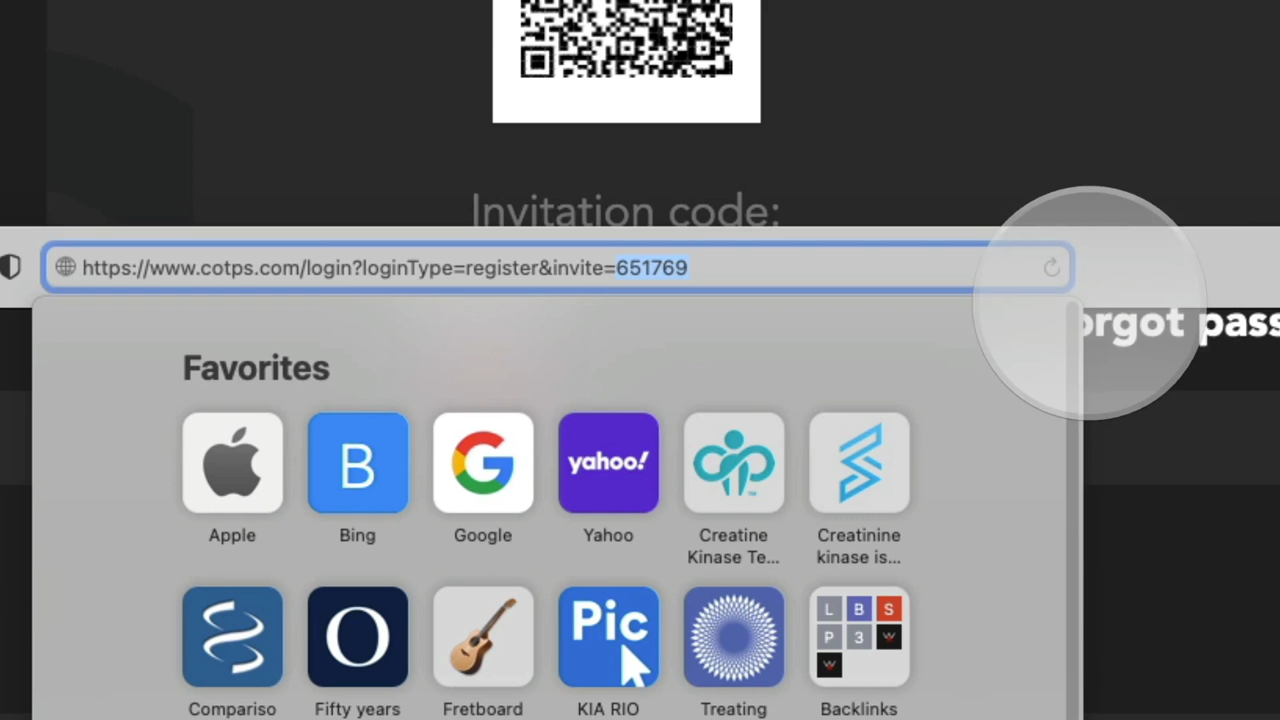 Invitation code:
https://www.cotps.com/login?loginType=register&invite=651769
orgot pass
Favorites
B
yahoo!
Apple
Bing
Google
Yahoo
Creatine
Kinase Te...
Creatinine
kinase is...
O
Pic
L B S
P 3 W
W
Compariso
Fifty years
Fretboard
KIA RIO
Treating
Backlinks